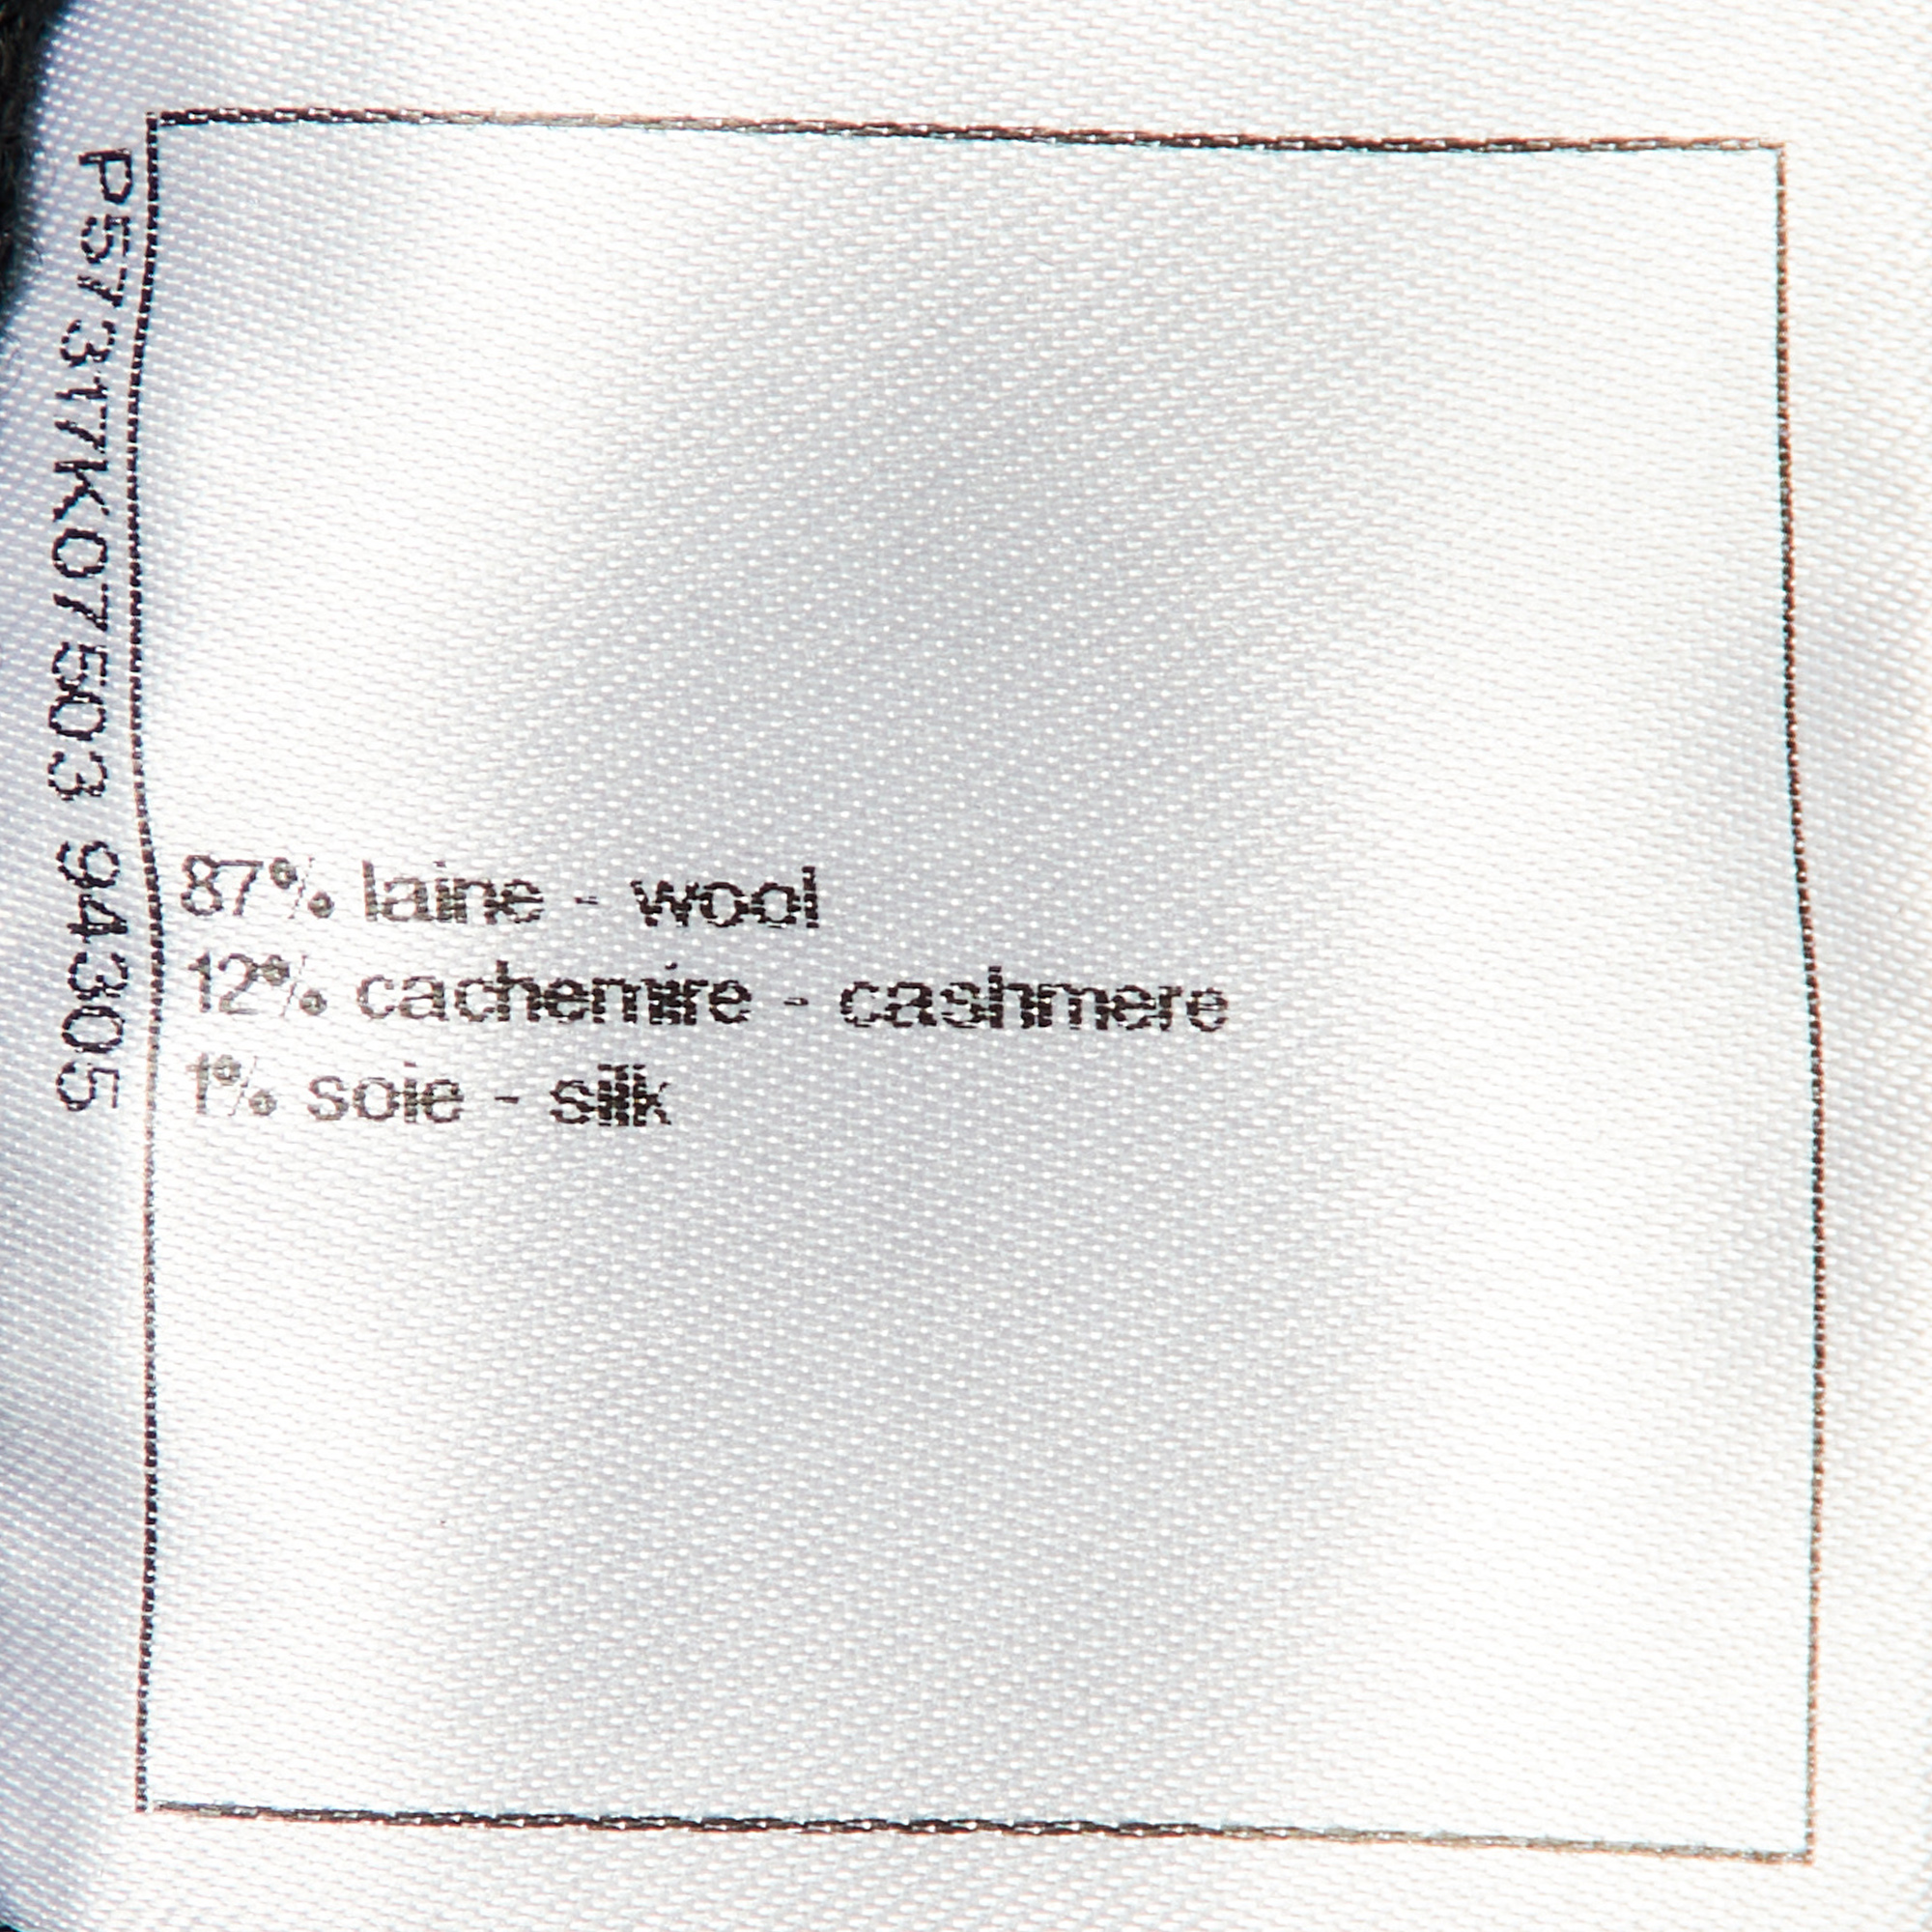 P57317K07503 94305
87% laine - wool
12% cachemire - cashmere
1% soie - silk